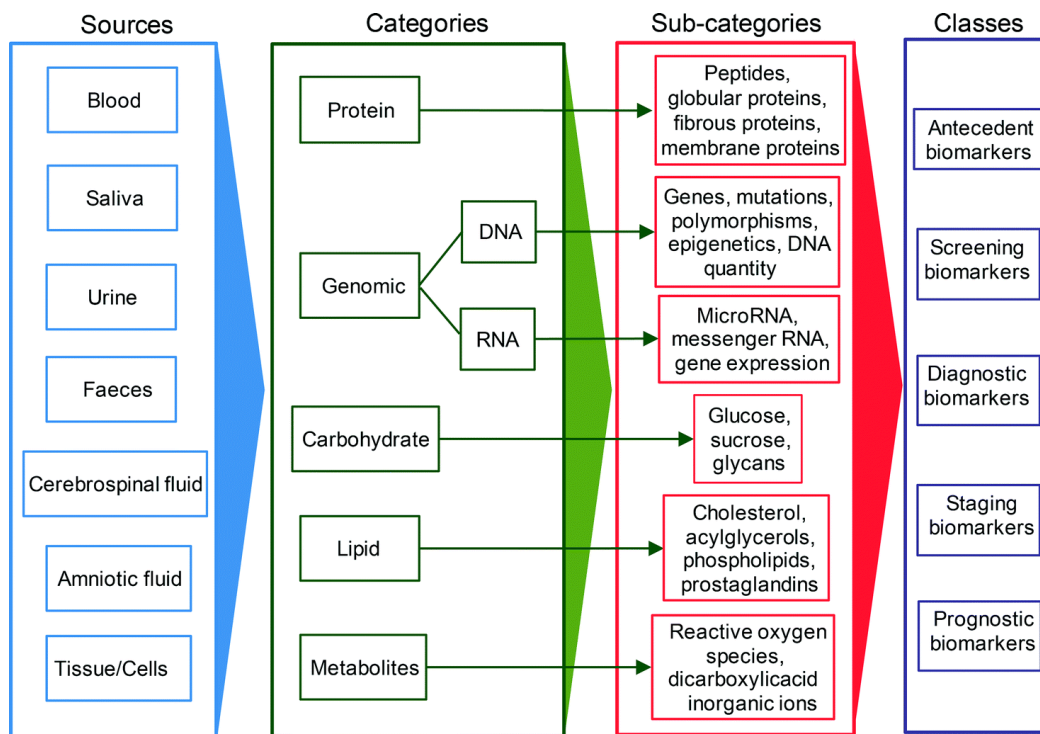 Sources
Categories
Sub-categories
Classes
Blood
Saliva
Urine
Faeces
Cerebrospinal fluid
Amniotic fluid
Tissue/Cells
Protein
Genomic
DNA
RNA
Carbohydrate
Lipid
Metabolites
Peptides,
globular proteins,
fibrous proteins,
membrane proteins
Genes, mutations,
polymorphisms,
epigenetics, DNA
quantity
MicroRNA,
messenger RNA,
gene expression
Glucose,
sucrose,
glycans
Cholesterol,
acylglycerols,
phospholipids,
prostaglandins
Reactive oxygen
species,
dicarboxylicacid
inorganic ions
Antecedent
biomarkers
Screening
biomarkers
Diagnostic
biomarkers
Staging
biomarkers
Prognostic
biomarkers